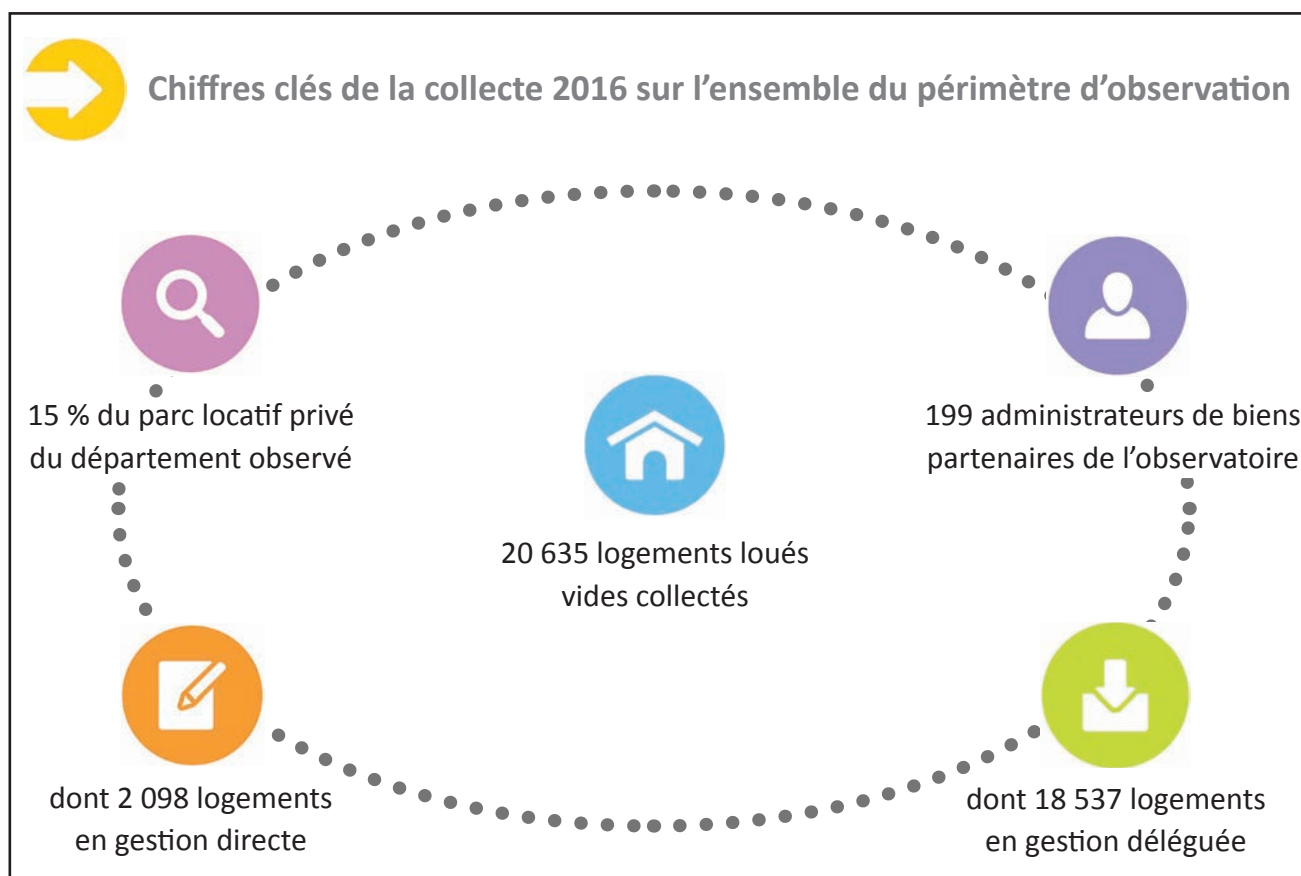 Chiffres clés de la collecte 2016 sur l’ensemble du périmètre d’observation
15 % du parc locatif privé
du département observé
199 administrateurs de biens
partenaires de l’observatoire
20 635 logements loués
vides collectés
dont 2 098 logements
en gestion directe
dont 18 537 logements
en gestion déléguée